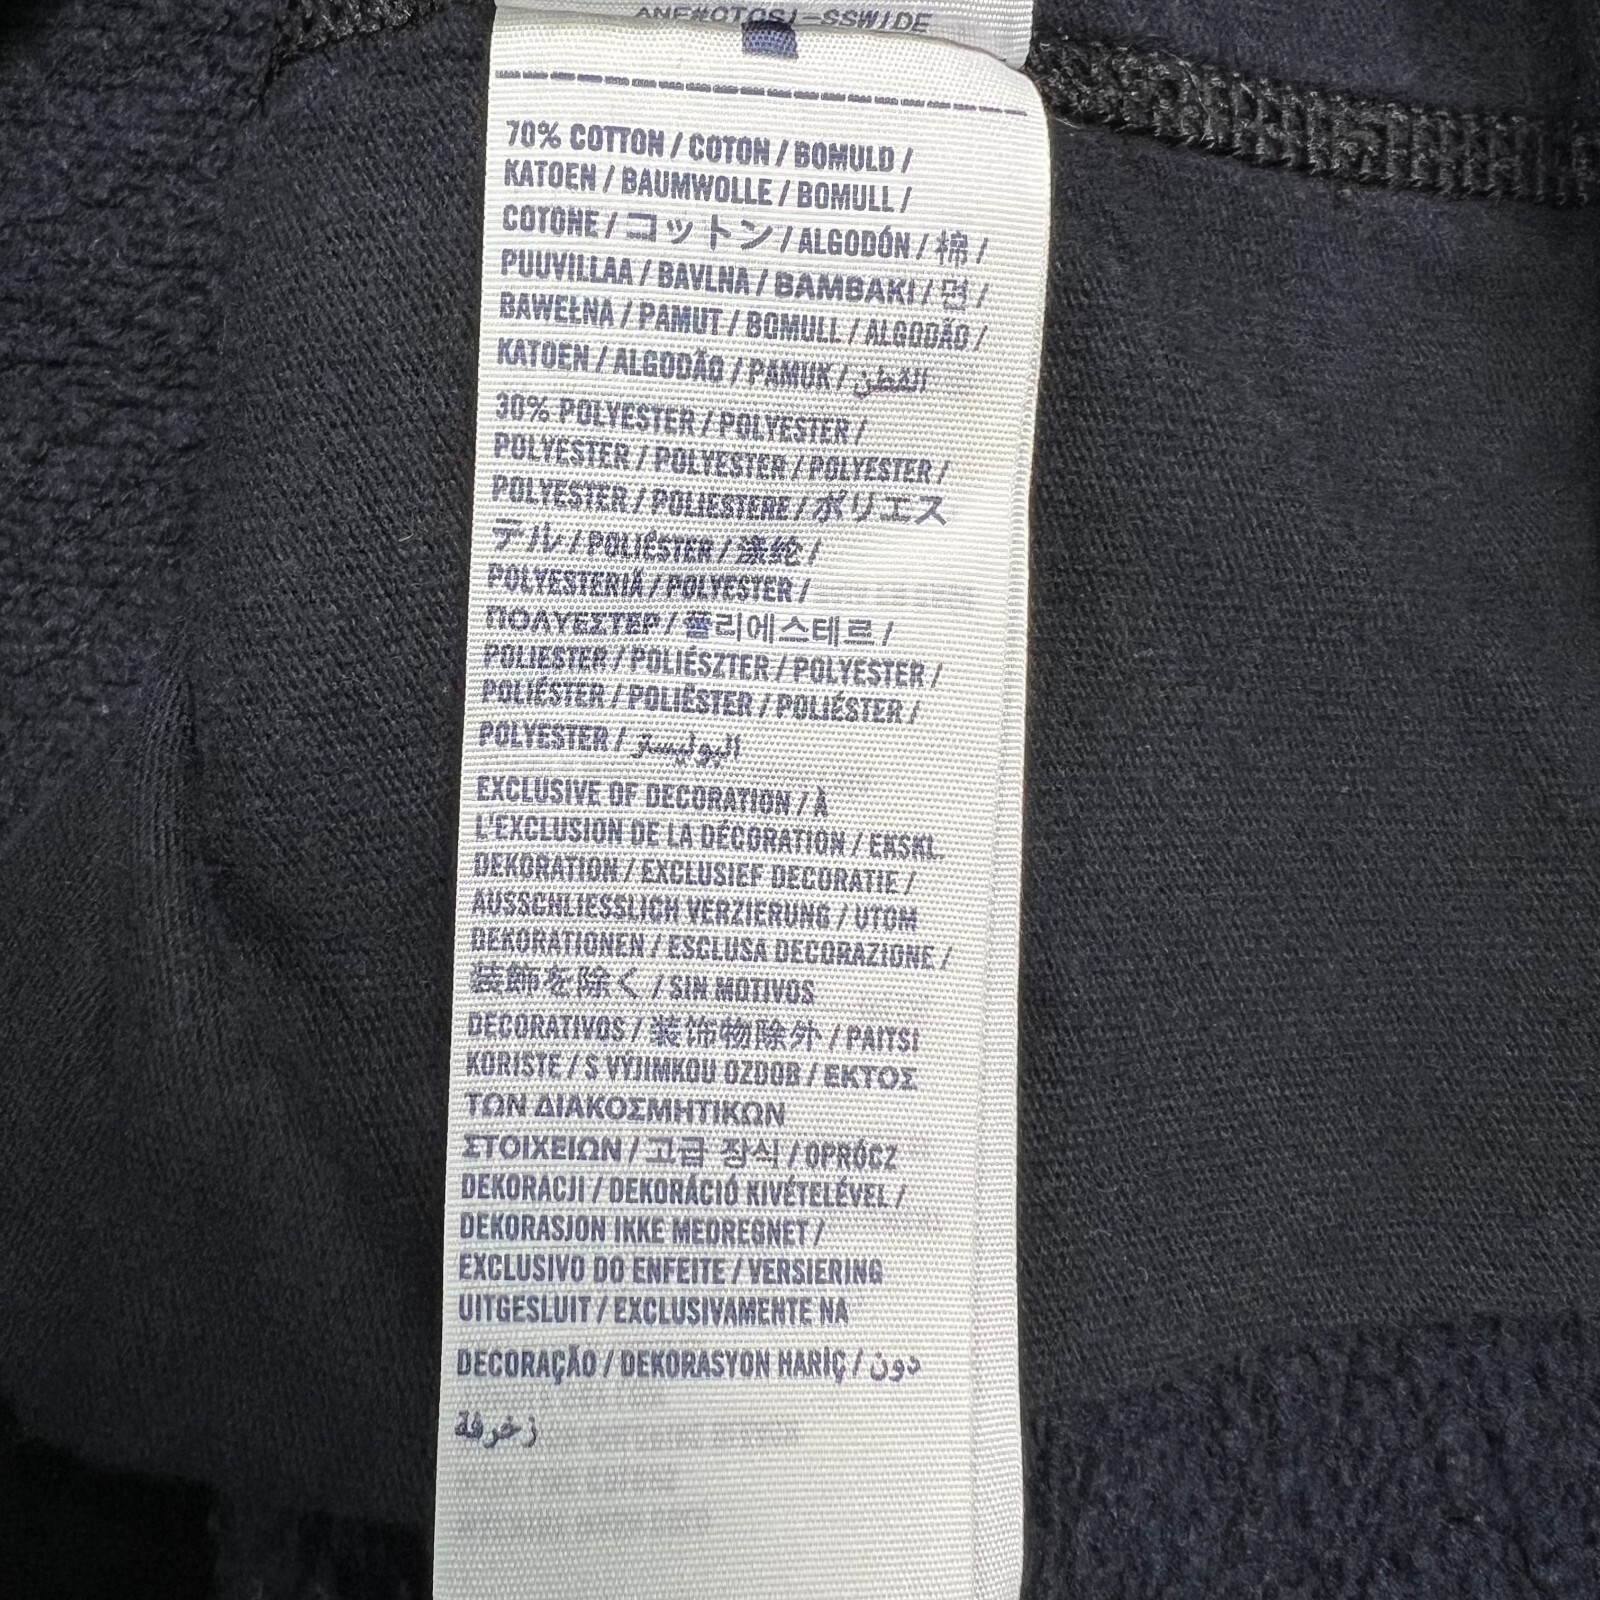 70% COTTON / COTON / BOMULD /
KATOEN / BAUMWOLLE / BOMULL /
COTONE / コットン / ALGODÓN / 棉 /
PUUVILLAA / BAVLNA / BAMBAKI / 면 /
BAWEŁNA / PAMUT / BOMULL / ALGODÃO /
KATOEN / ALGODÃO / PAMUK / القطن
30% POLYESTER / POLYESTER /
POLYESTER / POLYESTER / POLYESTER /
POLYESTER / POLIESTERE / ポリエス
テル / POLIÉSTER / 涤纶 /
POLYESTERIÄ / POLYESTER /
ΠΟΛΥΕΣΤΕΡ / 폴리에스테르 /
POLIESTER / POLIÉSZTER / POLYESTER /
POLIÉSTER / POLIËSTER / POLIÉSTER /
POLYESTER / البوليستر
EXCLUSIVE OF DECORATION / À
L'EXCLUSION DE LA DÉCORATION / EKSKL.
DEKORATION / EXCLUSIEF DECORATIE /
AUSSCHLIESSLICH VERZIERUNG / UTOM
DEKORATIONEN / ESCLUSA DECORAZIONE /
装飾を除く / SIN MOTIVOS
DECORATIVOS / 装饰物除外 / PAITSI
KORISTE / S VÝJIMKOU OZDOB / ΕΚΤΟΣ
ΤΩΝ ΔΙΑΚΟΣΜΗΤΙΚΩΝ
ΣΤΟΙΧΕΙΩΝ / 고급 장식 / OPRÓCZ
DEKORACJI / DEKORÁCIÓ KIVÉTELÉVEL /
DEKORASJON IKKE MEDREGNET /
EXCLUSIVO DO ENFEITE / VERSIERING
UITGESLUIT / EXCLUSIVAMENTE NA
DECORAÇÃO / DEKORASYON HARİÇ / دون
زخرفة